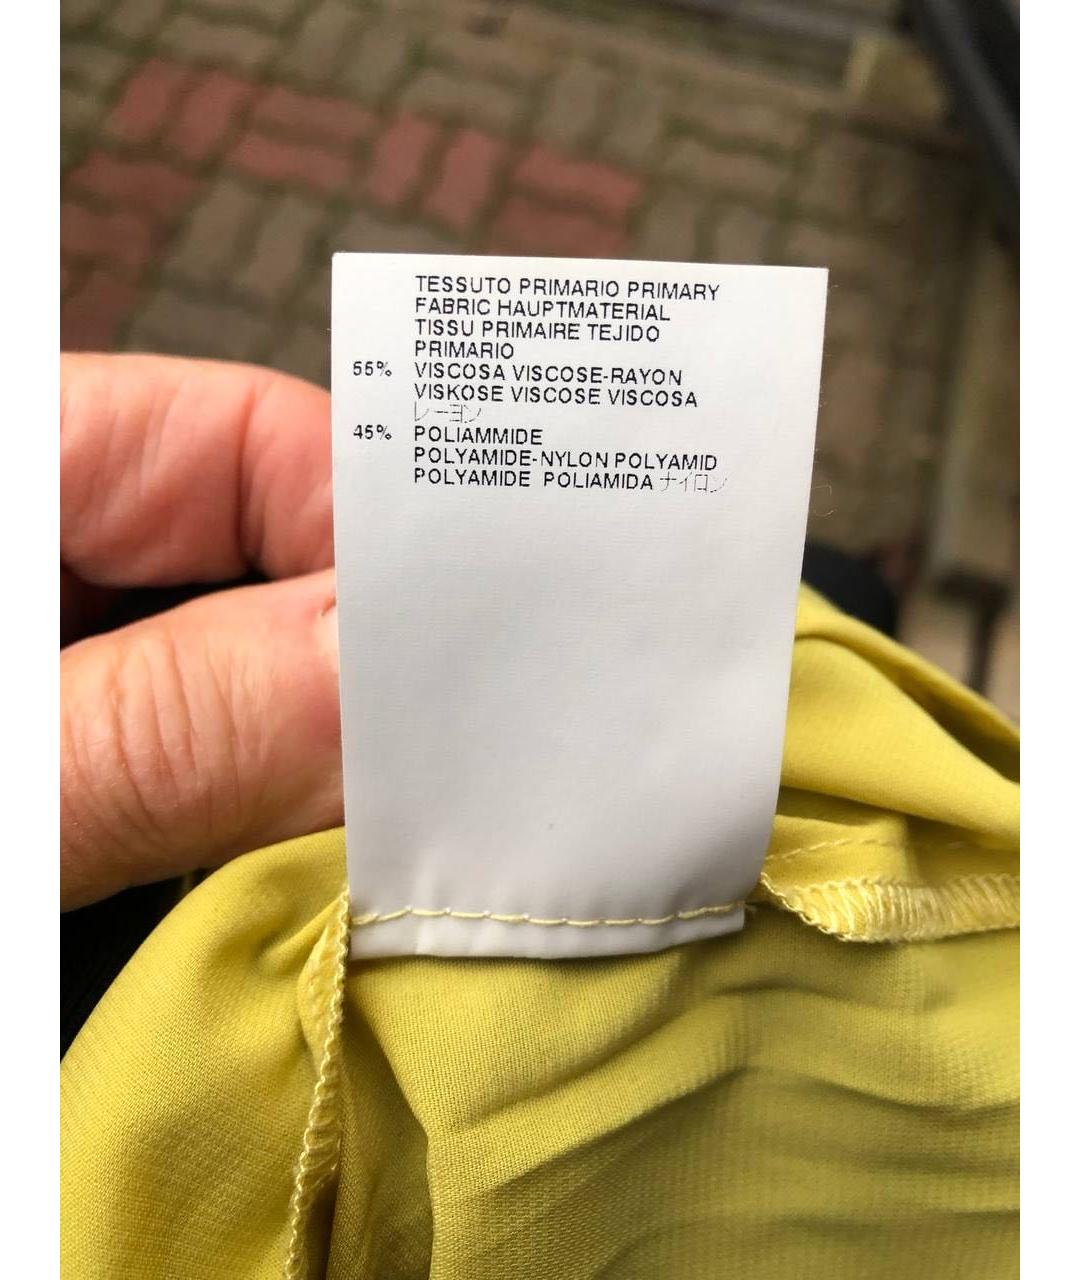 TESSUTO PRIMARIO PRIMARY
FABRIC HAUPTMATERIAL
TISSU PRIMAIRE TEJIDO
PRIMARIO
55% VISCOSA VISCOSE-RAYON
VISKOSE VISCOSE VISCOSA
レーヨン
45% POLIAMMIDE
POLYAMIDE-NYLON POLYAMID
POLYAMIDE POLIAMIDA ナイロン